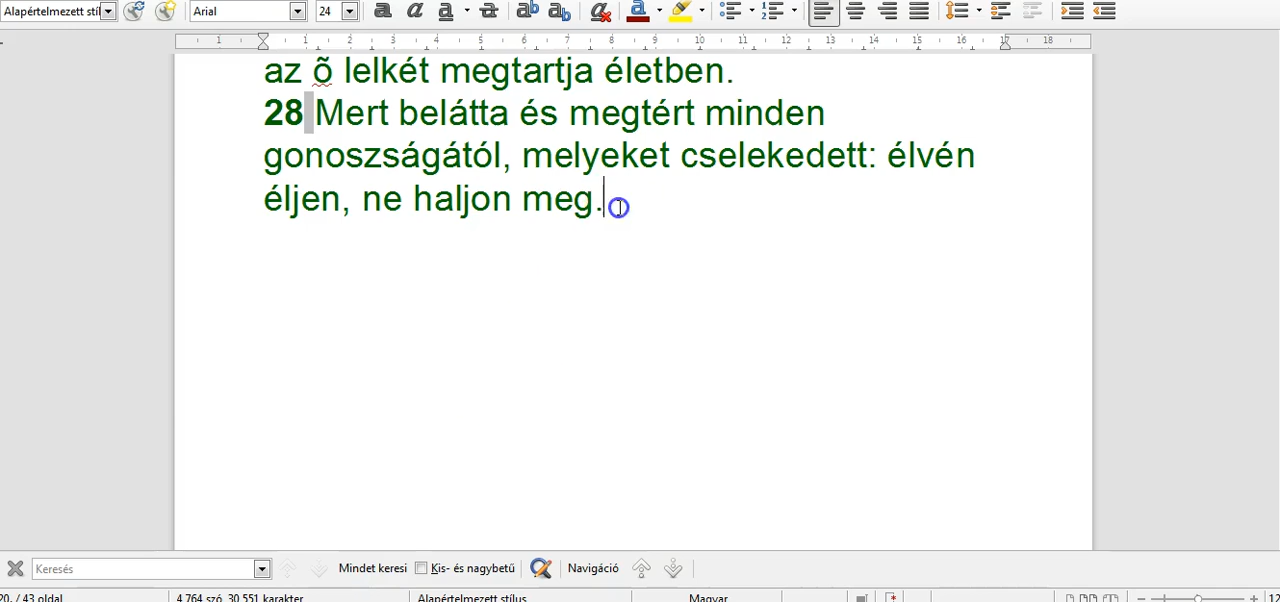 Alapértelmezett stíl Arial 24
1 1 2 3 4 5 6 7 8 9 10 11 12 13 14 15 16 17 18
az õ lelkét megtartja életben.
28 Mert belátta és megtért minden
gonoszságától, melyeket cselekedett: élvén
éljen, ne haljon meg.
Keresés Mindet keresi Kis- és nagybetű Navigáció
20. / 43 oldal 4 764 szó, 30 551 karakter Alapértelmezett stílus Magyar